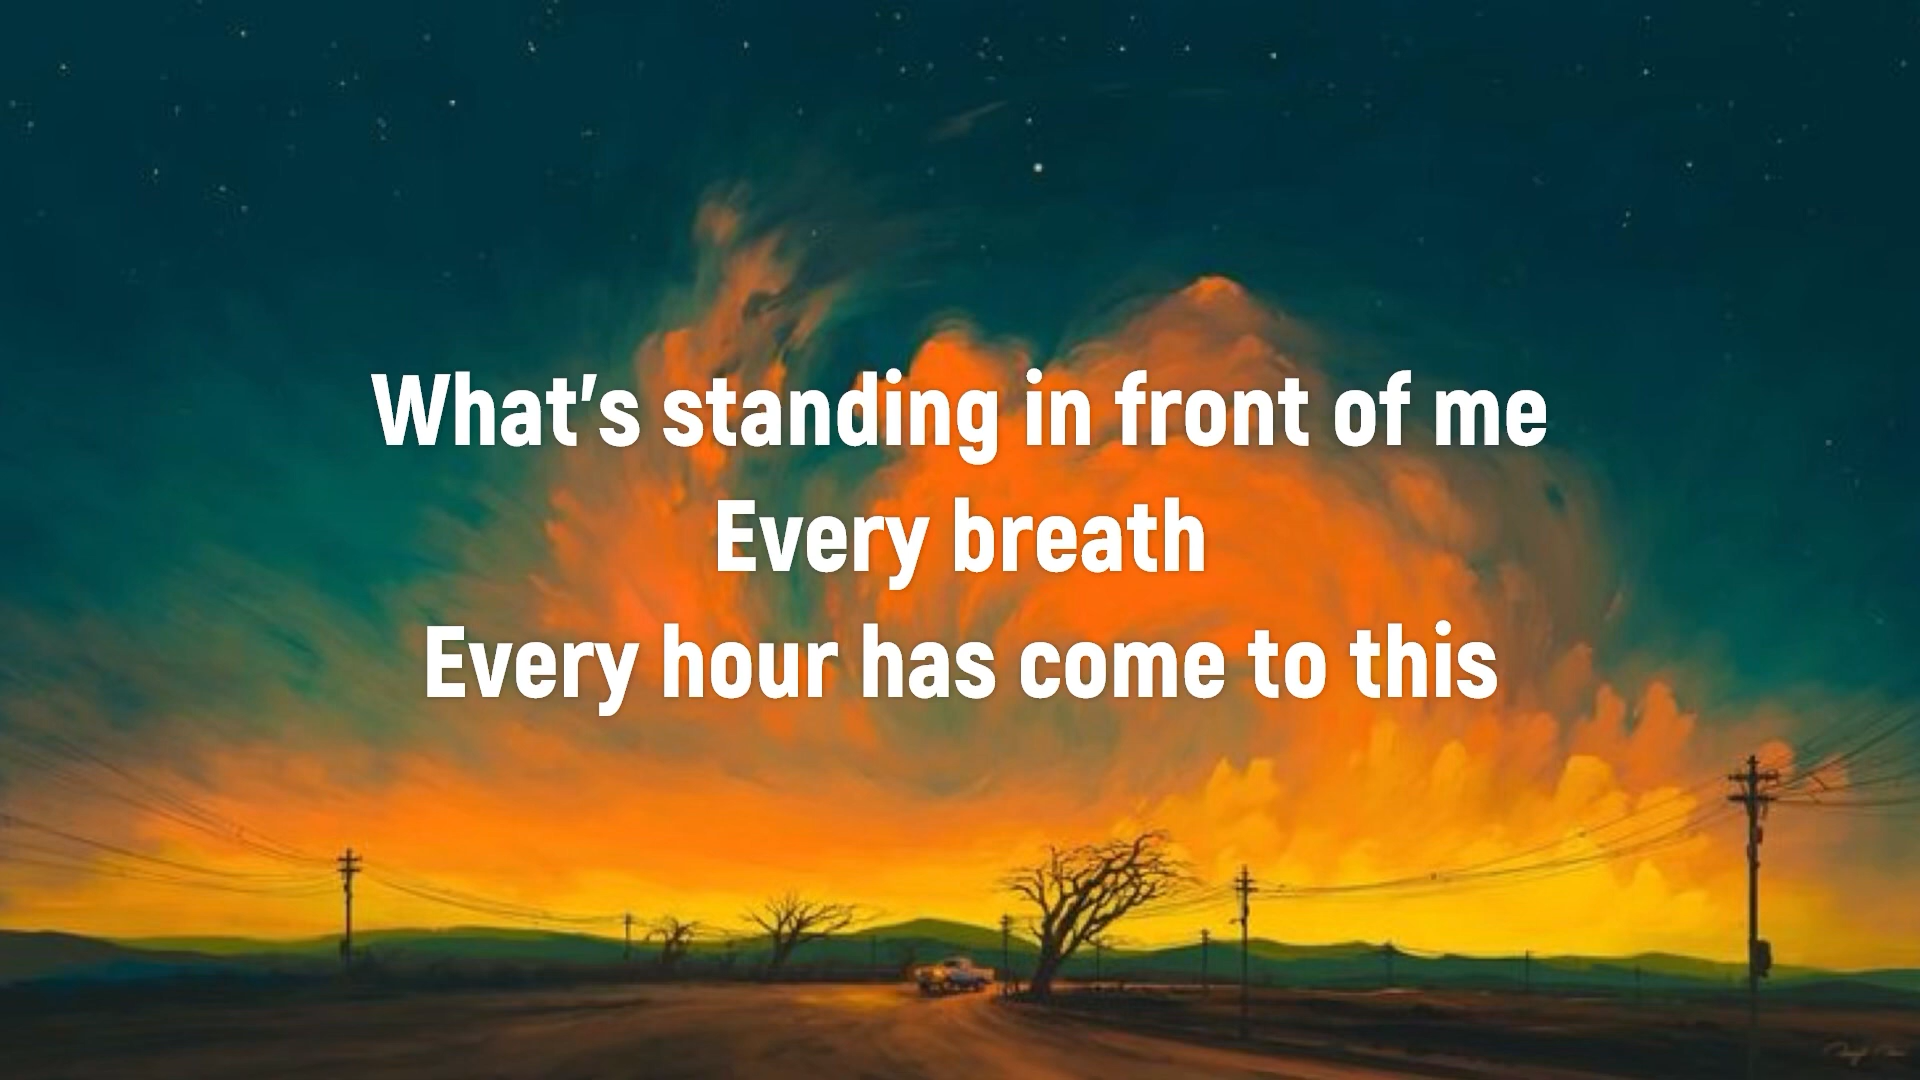 What's standing in front of me
Every breath
Every hour has come to this